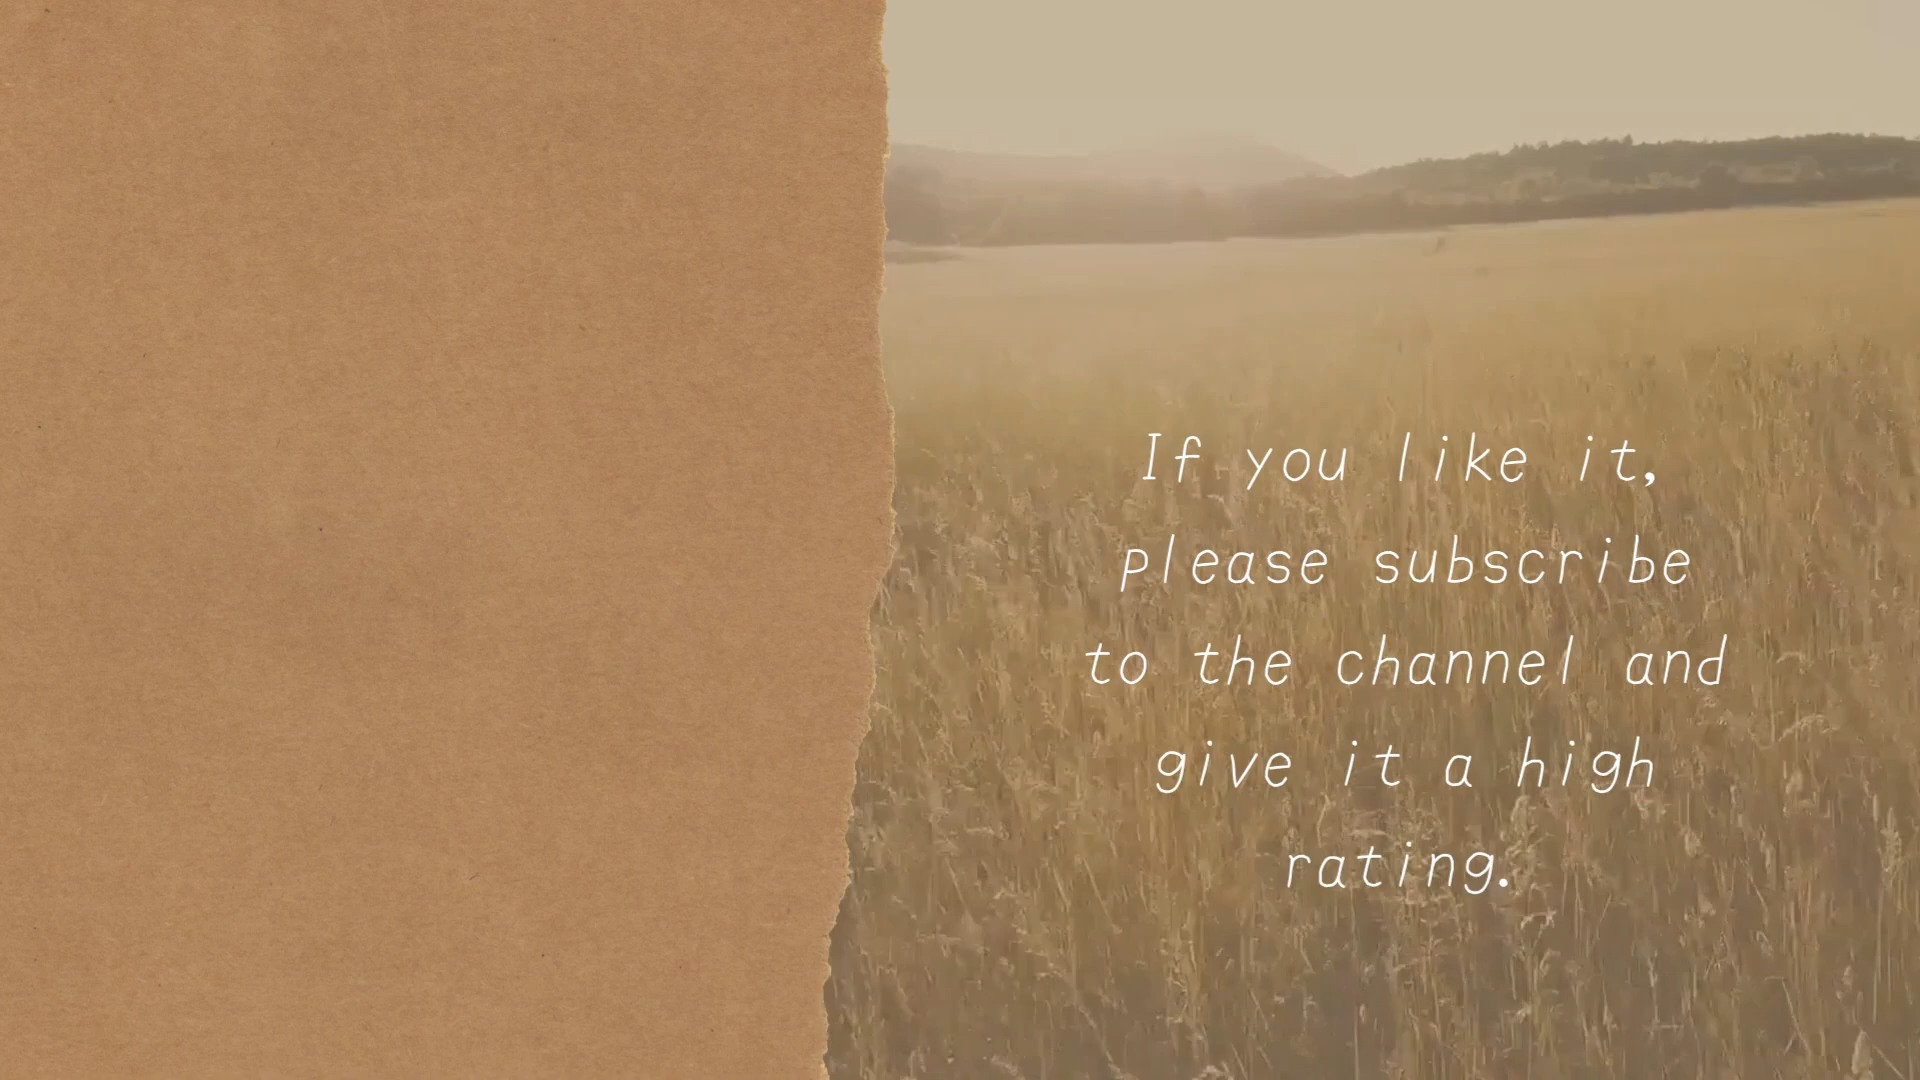 If you like it,
please subscribe
to the channel and
give it a high
rating.